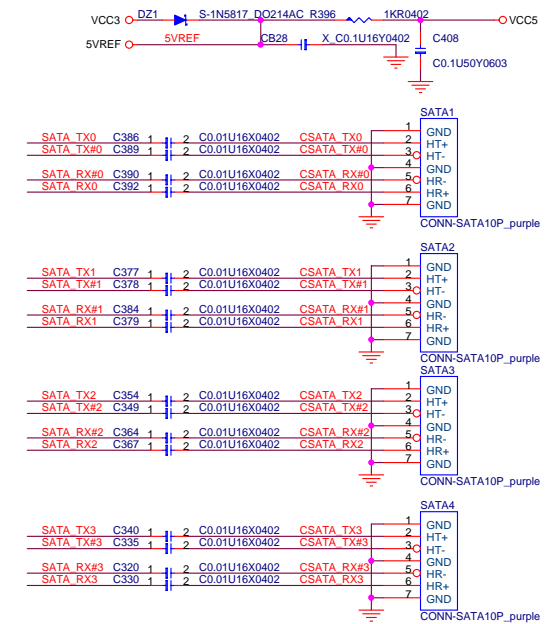 VCC3 DZ1 S-1N5817_DO214AC R396 1KR0402 VCC5
5VREF 5VREF CB28 X_C0.1U16Y0402 C408
C0.1U50Y0603
SATA1
1 GND
SATA_TX0 C386 1 2 C0.01U16X0402 CSATA_TX0 2 HT+
SATA_TX#0 C389 1 2 C0.01U16X0402 CSATA_TX#0 3 HT-
4 GND
SATA_RX#0 C390 1 2 C0.01U16X0402 CSATA_RX#0 5 HR-
SATA_RX0 C392 1 2 C0.01U16X0402 CSATA_RX0 6 HR+
7 GND
CONN-SATA10P_purple
SATA2
1 GND
SATA_TX1 C377 1 2 C0.01U16X0402 CSATA_TX1 2 HT+
SATA_TX#1 C378 1 2 C0.01U16X0402 CSATA_TX#1 3 HT-
4 GND
SATA_RX#1 C384 1 2 C0.01U16X0402 CSATA_RX#1 5 HR-
SATA_RX1 C379 1 2 C0.01U16X0402 CSATA_RX1 6 HR+
7 GND
CONN-SATA10P_purple
SATA3
1 GND
SATA_TX2 C354 1 2 C0.01U16X0402 CSATA_TX2 2 HT+
SATA_TX#2 C349 1 2 C0.01U16X0402 CSATA_TX#2 3 HT-
4 GND
SATA_RX#2 C364 1 2 C0.01U16X0402 CSATA_RX#2 5 HR-
SATA_RX2 C367 1 2 C0.01U16X0402 CSATA_RX2 6 HR+
7 GND
CONN-SATA10P_purple
SATA4
1 GND
SATA_TX3 C340 1 2 C0.01U16X0402 CSATA_TX3 2 HT+
SATA_TX#3 C335 1 2 C0.01U16X0402 CSATA_TX#3 3 HT-
4 GND
SATA_RX#3 C320 1 2 C0.01U16X0402 CSATA_RX#3 5 HR-
SATA_RX3 C330 1 2 C0.01U16X0402 CSATA_RX3 6 HR+
7 GND
CONN-SATA10P_purple